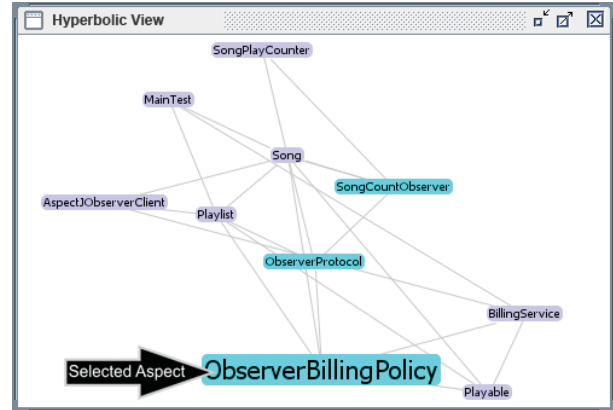 Hyperbolic View
SongPlayCounter
MainTest
Song
SongCountObserver
AspectJObserverClient
Playlist
ObserverProtocol
BillingService
Selected Aspect
ObserverBillingPolicy
Playable